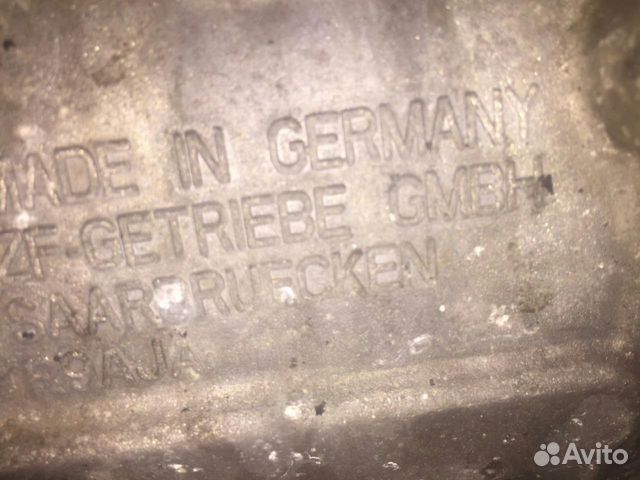 MADE IN GERMANY
ZF-GETRIEBE GMBH
SAARBRUECKEN
Avito